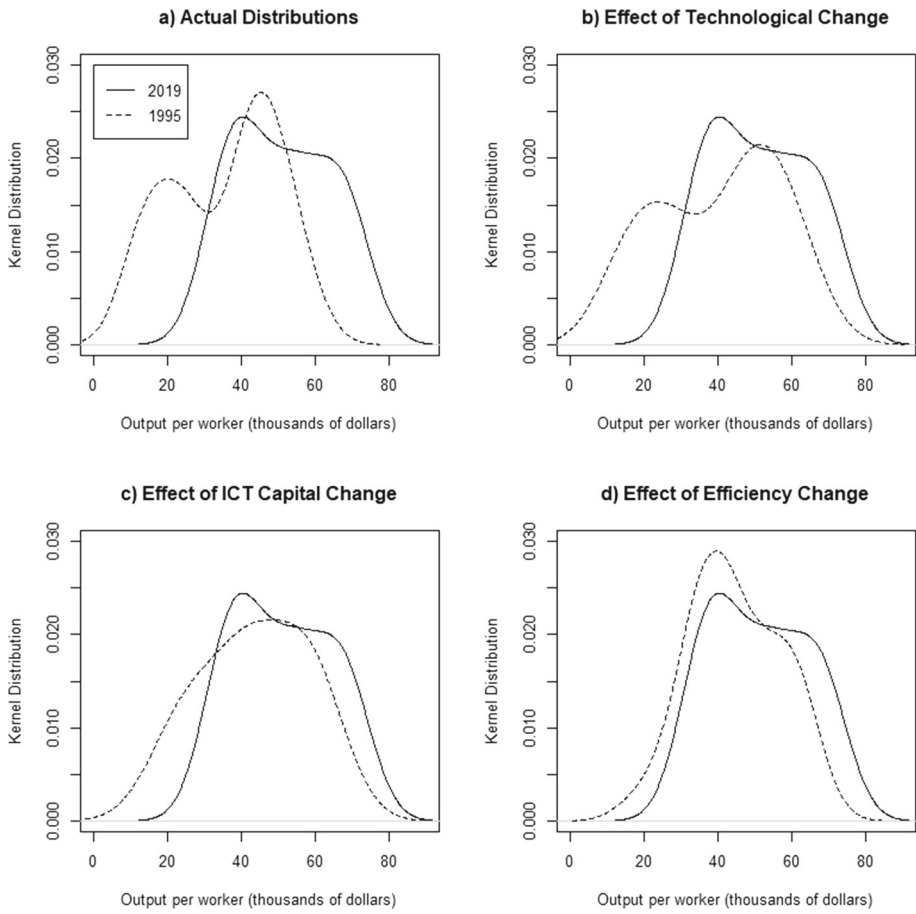 a) Actual Distributions
Kernel Distribution
0.000 0.010 0.020 0.030
2019
1995
0 20 40 60 80
Output per worker (thousands of dollars)
b) Effect of Technological Change
Kernel Distribution
0.000 0.010 0.020 0.030
0 20 40 60 80
Output per worker (thousands of dollars)
c) Effect of ICT Capital Change
Kernel Distribution
0.000 0.010 0.020 0.030
0 20 40 60 80
Output per worker (thousands of dollars)
d) Effect of Efficiency Change
Kernel Distribution
0.000 0.010 0.020 0.030
0 20 40 60 80
Output per worker (thousands of dollars)